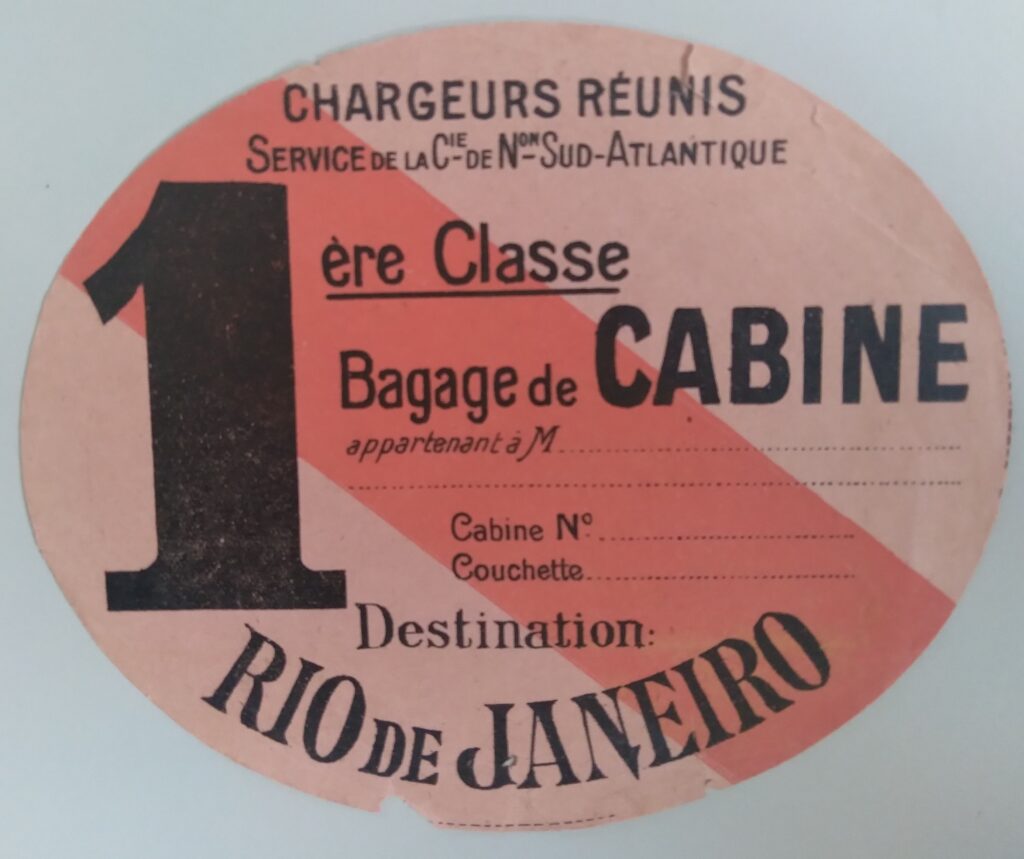 CHARGEURS RÉUNIS
SERVICE DE LA CIE DE NON SUD-ATLANTIQUE
1ère Classe
Bagage de CABINE
appartenant à M
Cabine Nº
Couchette
Destination:
RIO DE JANEIRO